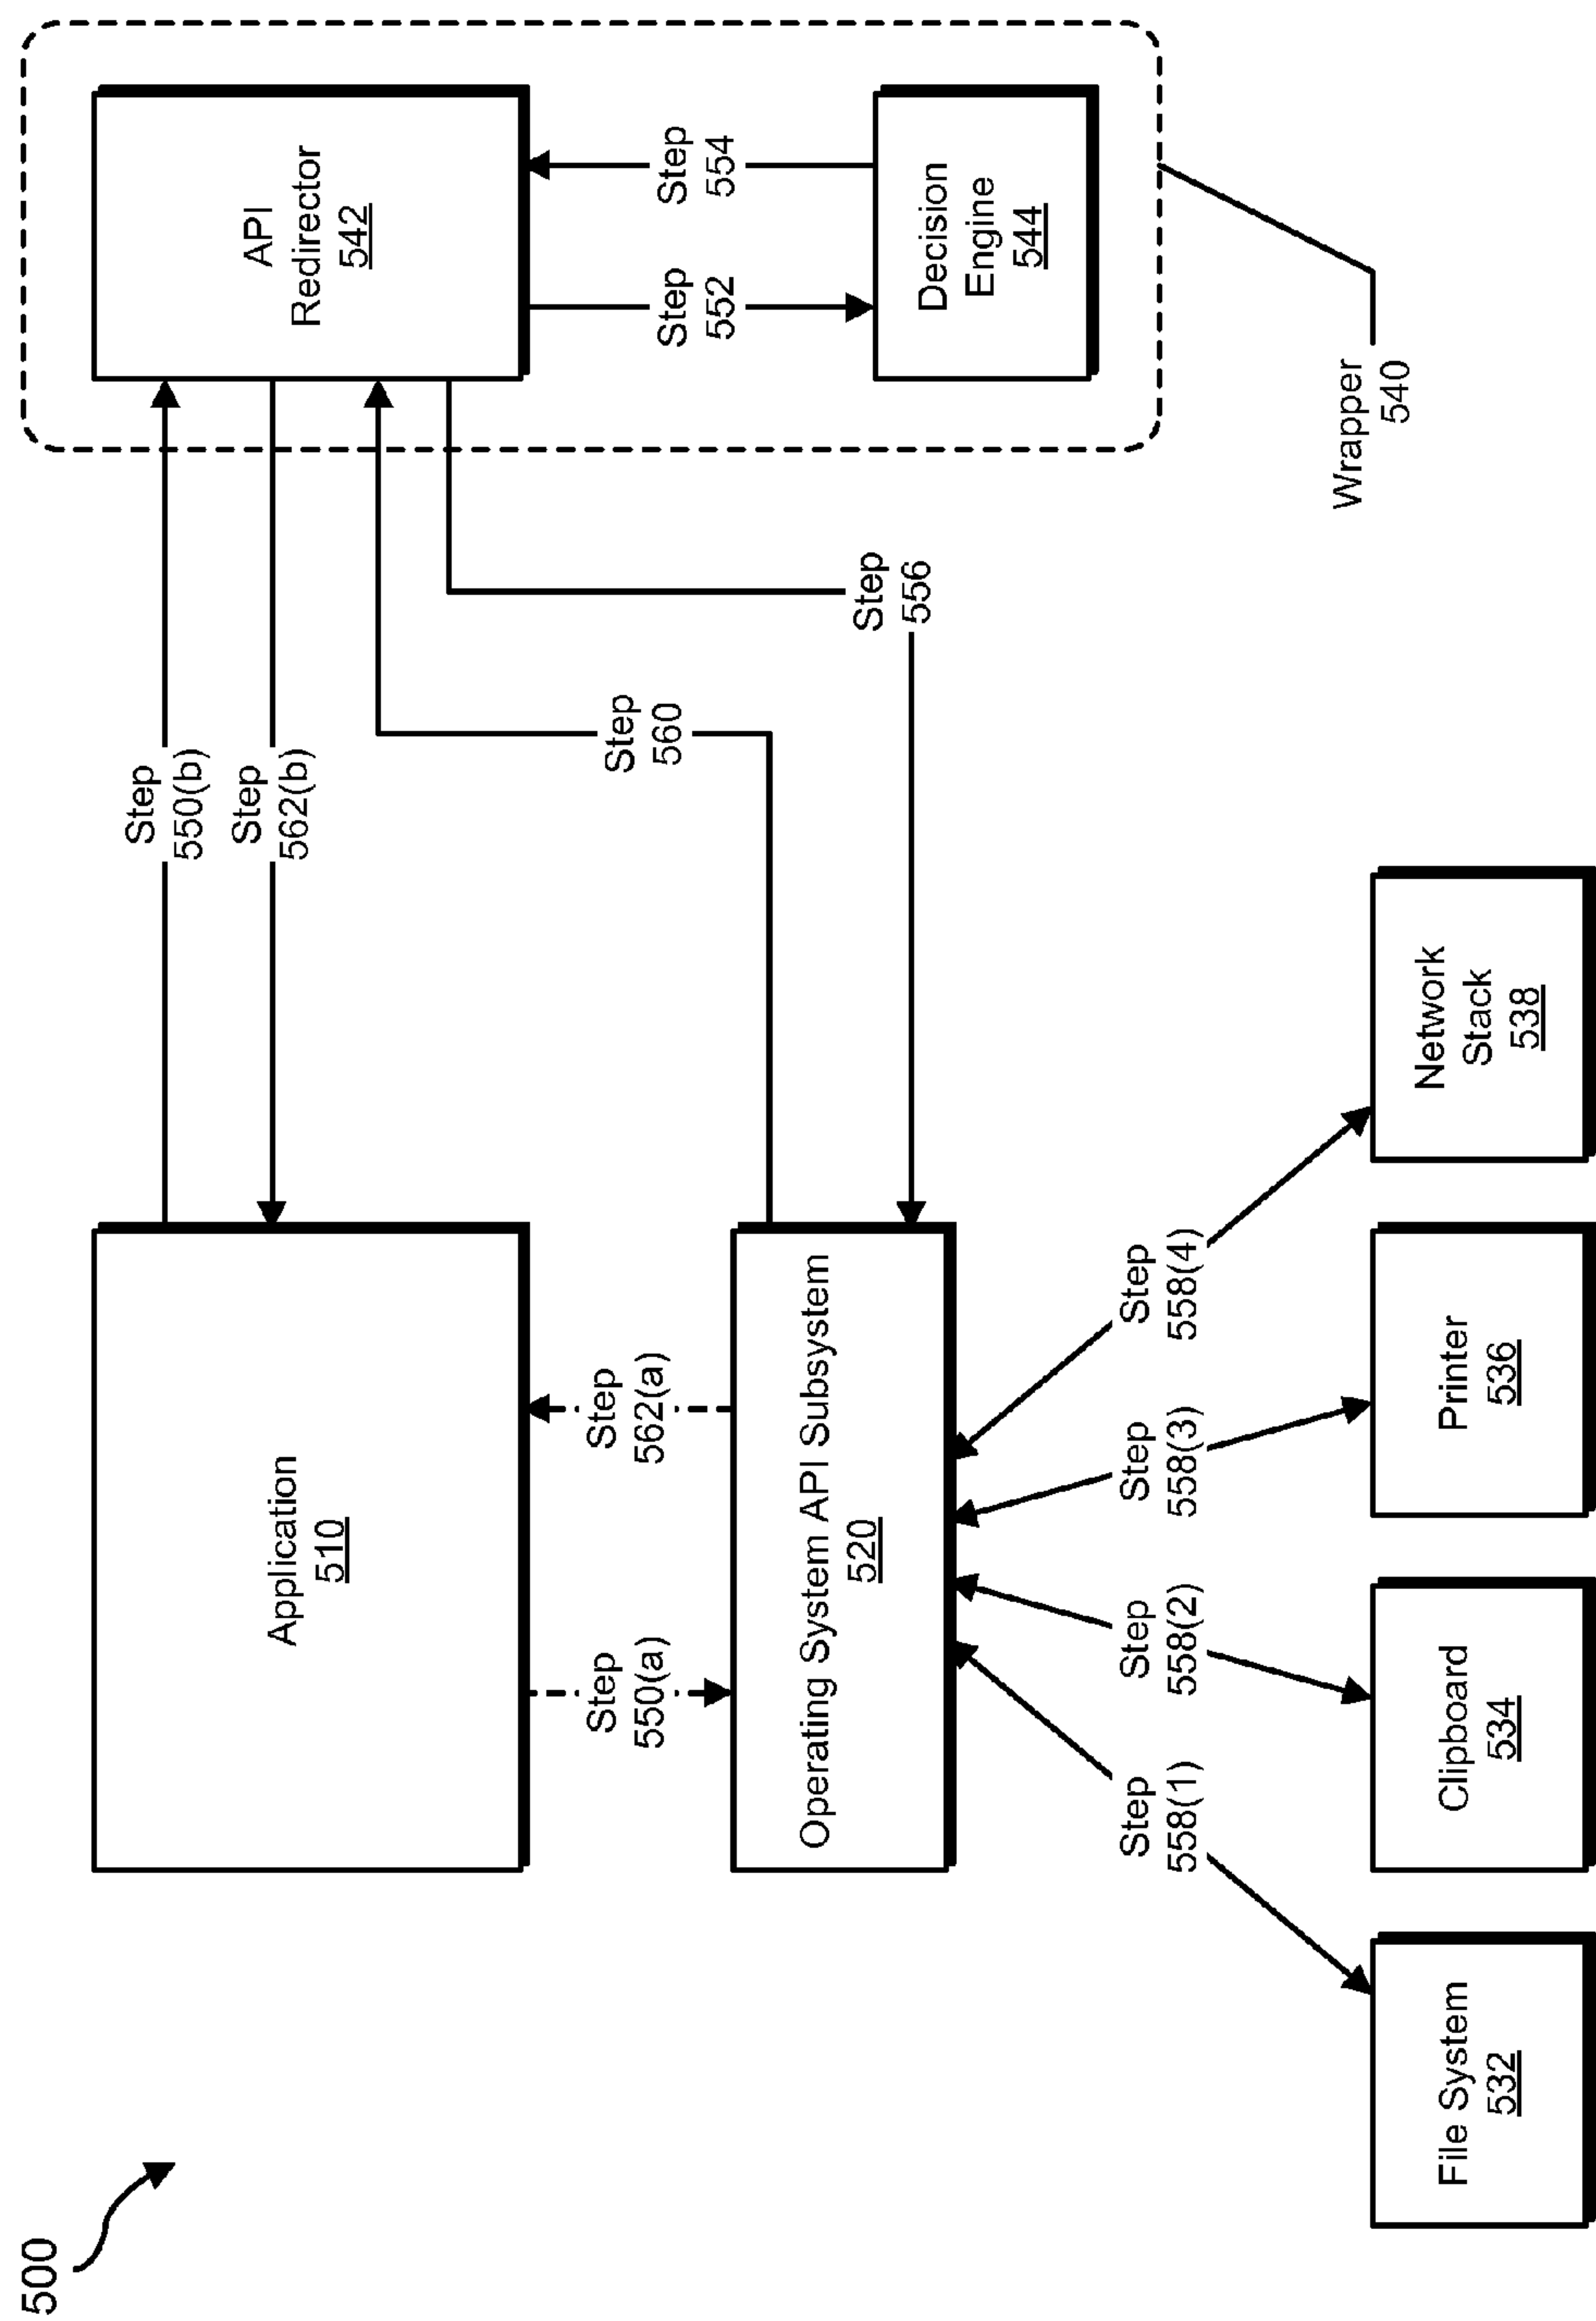 500
Application
510
Step
550(b)
Step
562(b)
API
Redirector
542
Step
550(a)
Step
562(a)
Step
560
Step
552
Step
554
Operating System API Subsystem
520
Step
556
Decision
Engine
544
Step
558(1)
Step
558(2)
Step
558(3)
Step
558(4)
Wrapper
540
File System
532
Clipboard
534
Printer
536
Network
Stack
538